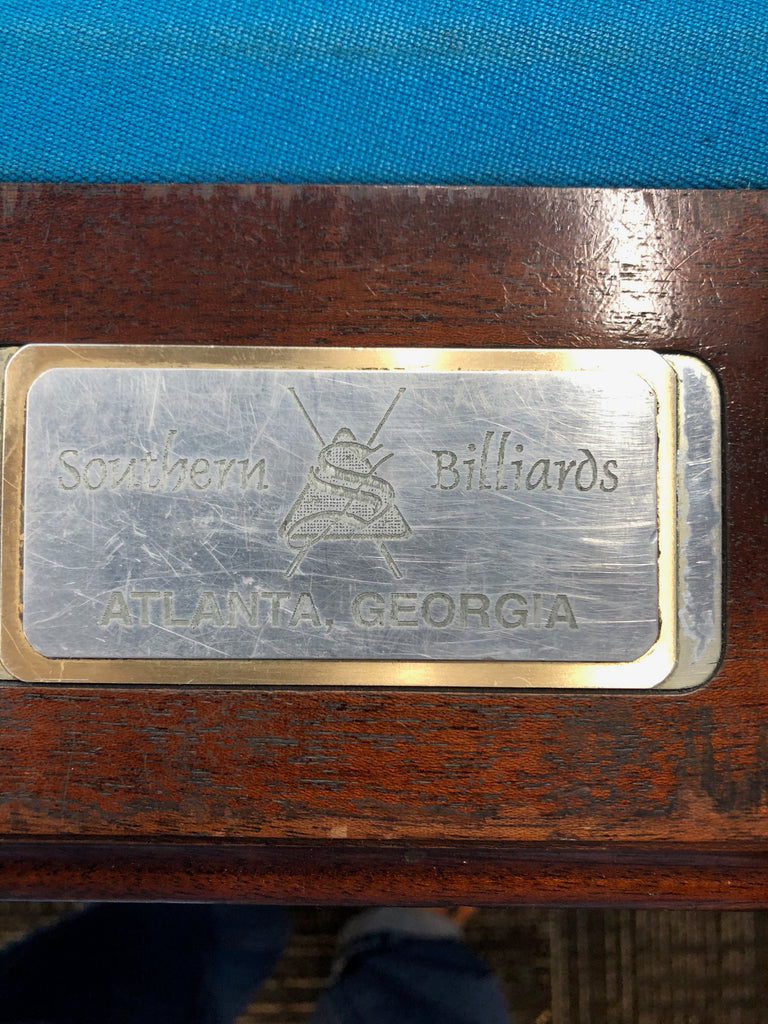 Southern S Billiards
ATLANTA, GEORGIA